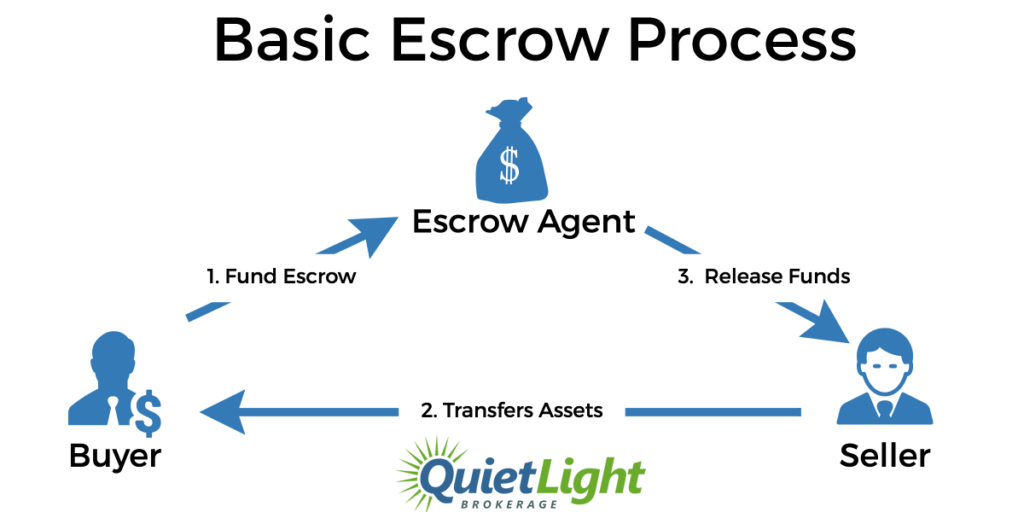 Basic Escrow Process
$
Escrow Agent
1. Fund Escrow
3. Release Funds
$
2. Transfers Assets
Buyer
Seller
QuietLight
BROKERAGE